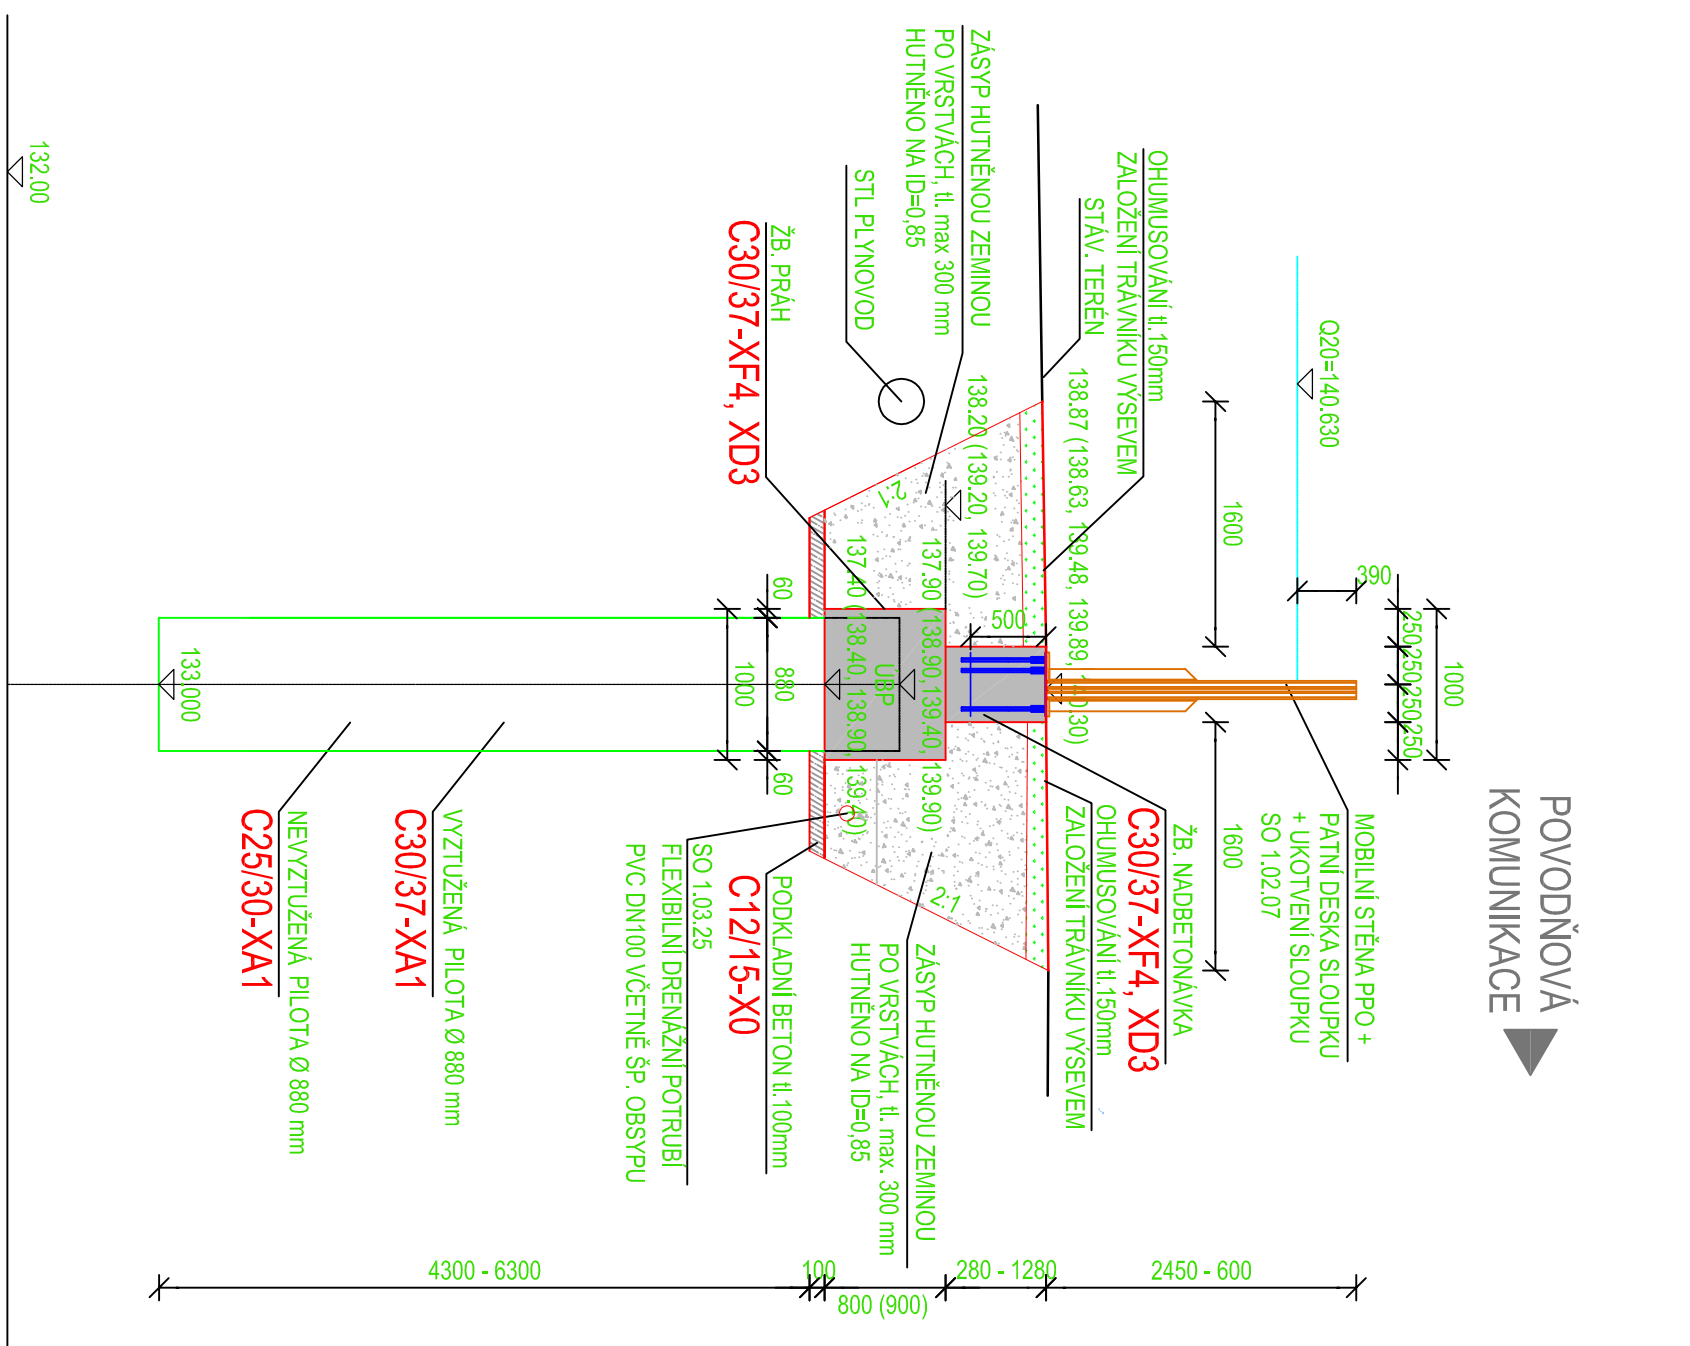 POVODŇOVÁ
KOMUNIKACE
1000
250
250
250
250
390
Q20=140.630
1600
1600
MOBILNÍ STĚNA PPO +
PATNÍ DESKA SLOUPKU
+ UKOTVENÍ SLOUPKU
SO 1.02.07
OHUMUSOVÁNÍ tl.150mm
ZALOŽENÍ TRÁVNÍKU VÝSEVEM
STÁV. TERÉN
138.87 (138.63, 139.48, 139.89, 140.30)
ŽB. NADBETONÁVKA
C30/37-XF4, XD3
OHUMUSOVÁNÍ tl.150mm
ZALOŽENÍ TRÁVNÍKU VÝSEVEM
ZÁSYP HUTNĚNOU ZEMINOU
PO VRSTVÁCH, tl. max 300 mm
HUTNĚNO NA ID=0,85
138.20 (139.20, 139.70)
500
2:1
2:1
137.90 (138.90,139.40, 139.90)
ÚBP
137.40 (138.40, 138.90, 139.40)
ZÁSYP HUTNĚNOU ZEMINOU
PO VRSTVÁCH, tl. max. 300 mm
HUTNĚNO NA ID=0,85
STL PLYNOVOD
ŽB. PRÁH
C30/37-XF4, XD3
60
880
60
1000
PODKLADNÍ BETON tl.100mm
C12/15-X0
SO 1.03.25
FLEXIBILNÍ DRENÁŽNÍ POTRUBÍ
PVC DN100 VČETNĚ ŠP. OBSYPU
VYZTUŽENÁ PILOTA Ø 880 mm
C30/37-XA1
NEVYZTUŽENÁ PILOTA Ø 880 mm
C25/30-XA1
133.000
132.00
4300 - 6300
100
800 (900)
280 - 1280
2450 - 600